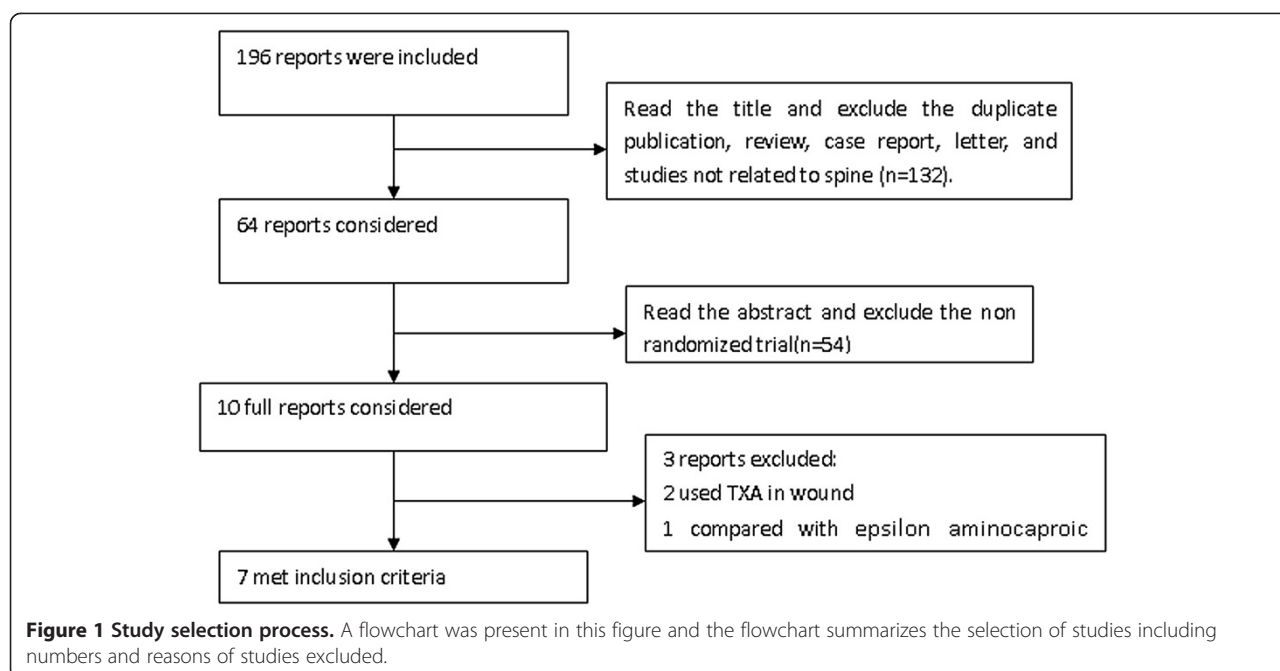 196 reports were included
Read the title and exclude the duplicate
publication, review, case report, letter, and
studies not related to spine (n=132).
64 reports considered
Read the abstract and exclude the non
randomized trial(n=54)
10 full reports considered
3 reports excluded:
2 used TXA in wound
1 compared with epsilon aminocaproic
7 met inclusion criteria
Figure 1 Study selection process. A flowchart was present in this figure and the flowchart summarizes the selection of studies including
numbers and reasons of studies excluded.